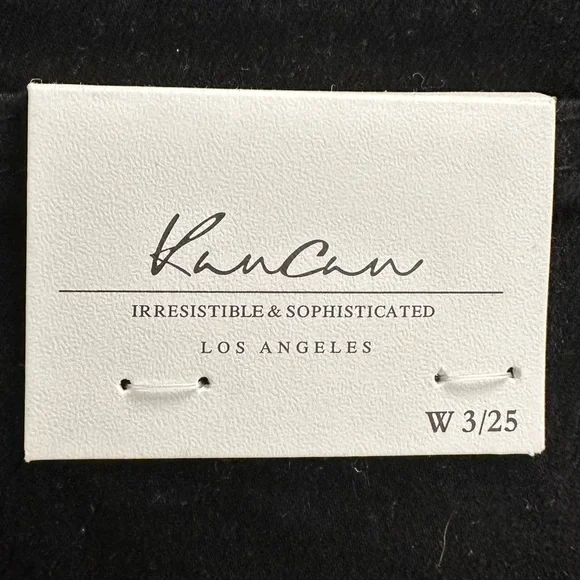 KanCan
IRRESISTIBLE & SOPHISTICATED
LOS ANGELES
W 3/25